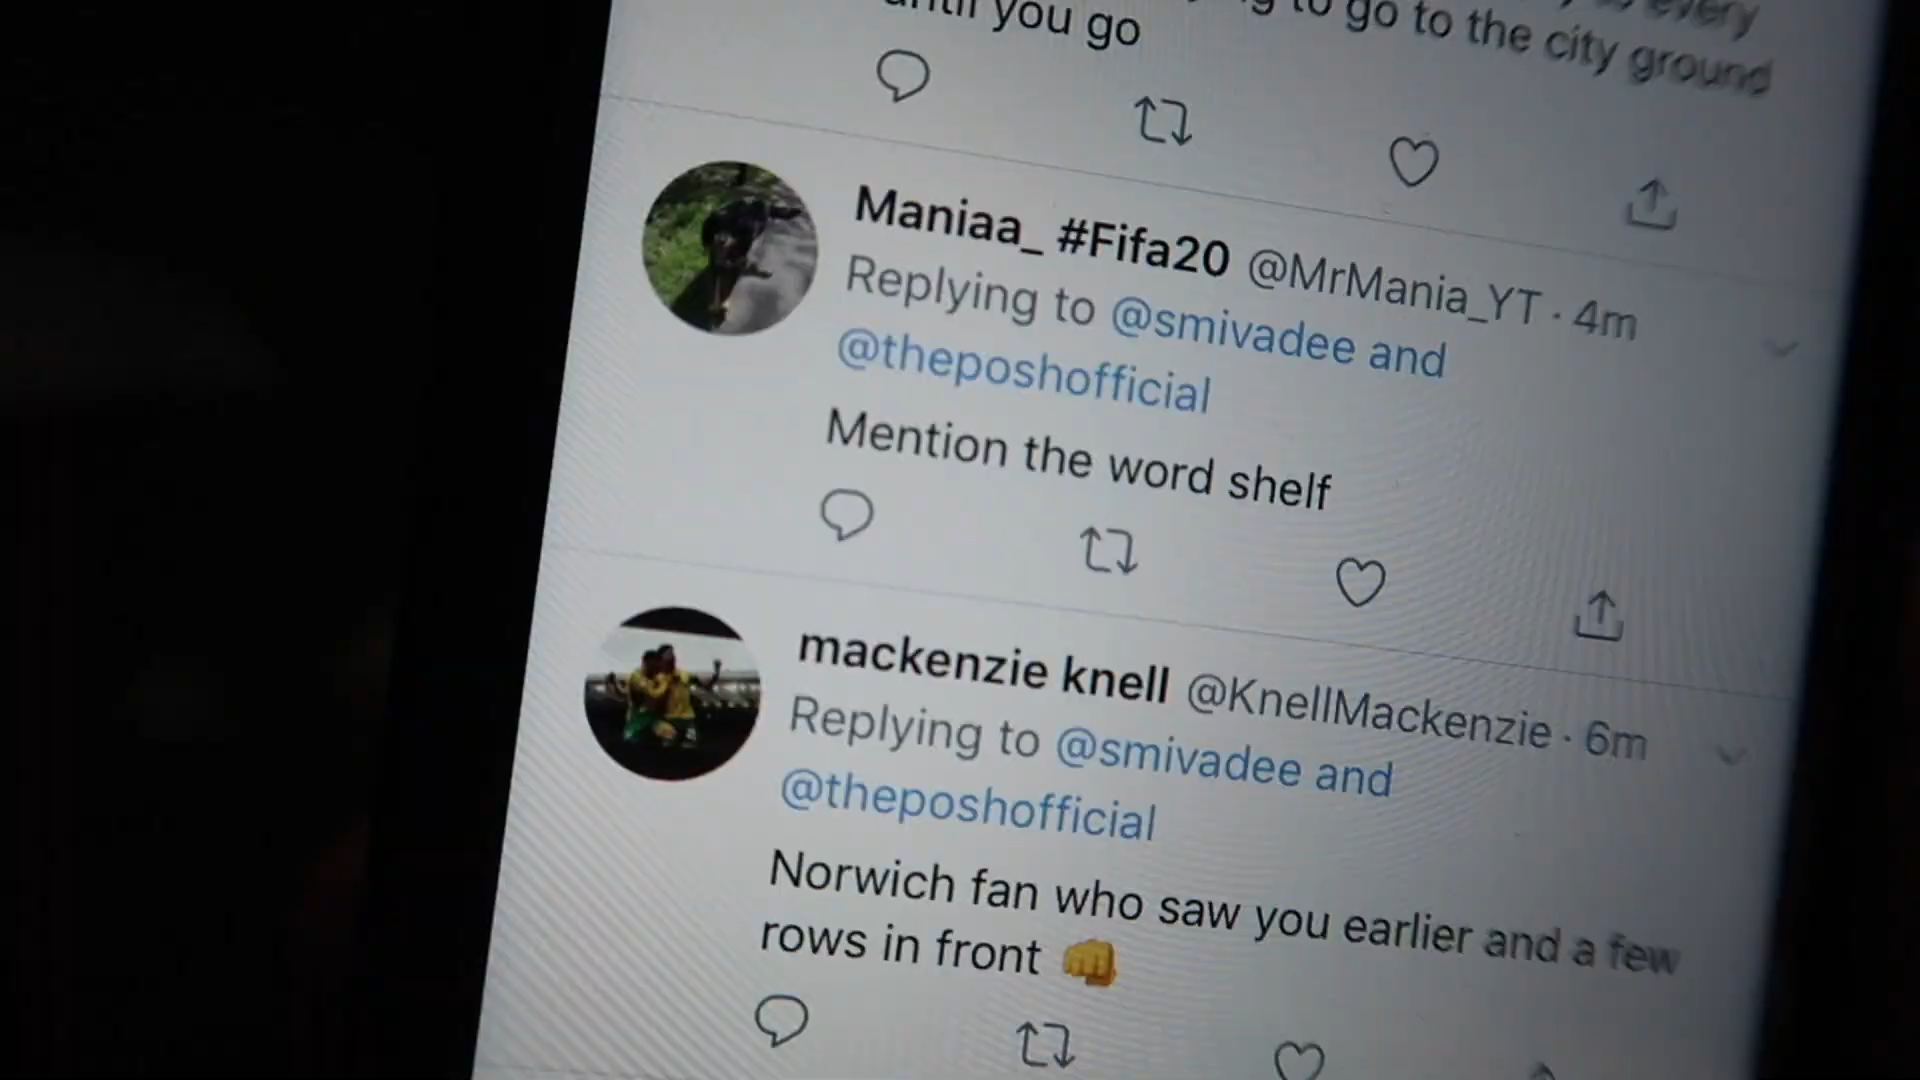 every
to go to the city ground
until you go
Maniaa_ #Fifa20 @MrMania_YT · 4m
Replying to @smivadee and
@theposhofficial
Mention the word shelf
mackenzie knell @KnellMackenzie · 6m
Replying to @smivadee and
@theposhofficial
Norwich fan who saw you earlier and a few
rows in front 👊